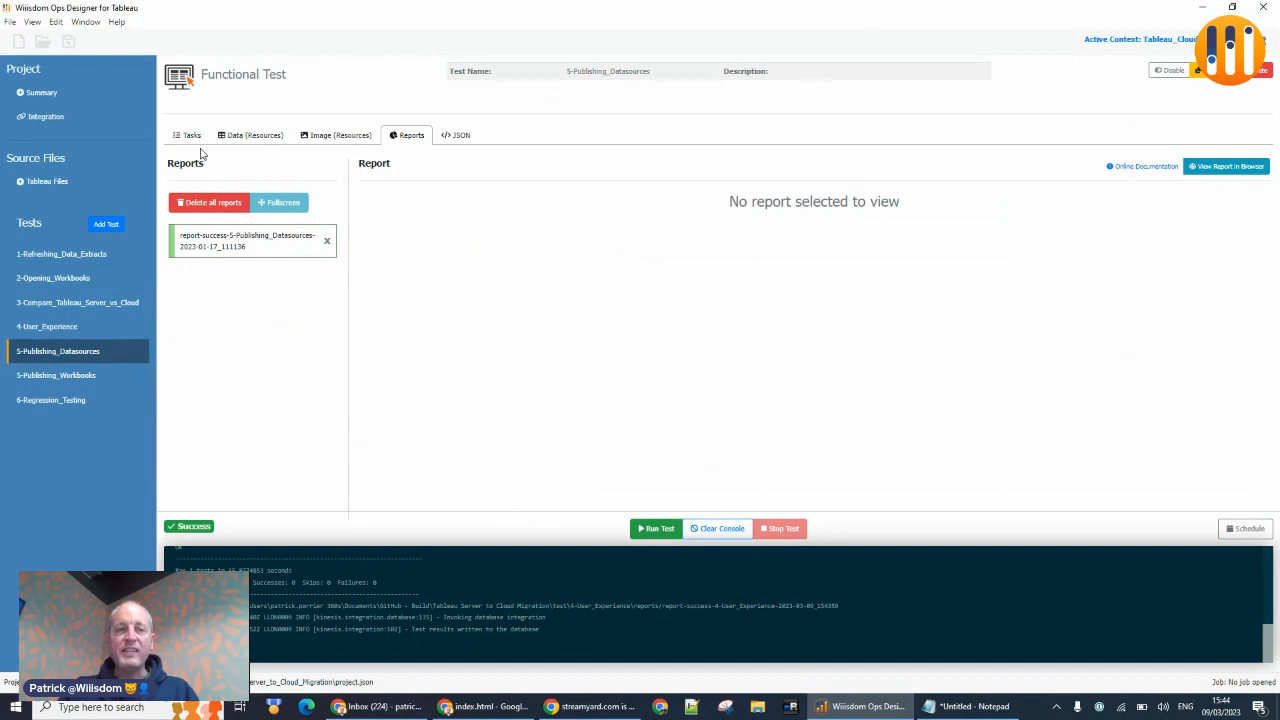 Wiiisdom Ops Designer for Tableau
File Edit Window Help
Active Context: Tableau_Cloud
Project
Summary
Integration
Source Files
Tableau Files
Tests Add Test
1-Refreshing_Data_Extracts
2-Opening_Workbooks
3-Compare_Tableau_Server_vs_Cloud
4-User_Experience
5-Publishing_Datasources
5-Publishing_Workbooks
6-Regression_Testing
Functional Test
Test Name: 5-Publishing_Datasources Description:
Disable
Tasks Data (Resources) Image (Resources) Reports </> JSON
Reports
Delete all reports Fullscreen
report-success-5-Publishing_Datasources-
2023-01-17_111136 x
Report
Online Documentation View Report in Browser
No report selected to view
Success
Run Test Clear Console Stop Test Schedule
OK
Successes: 0 Skips: 0 Failures: 0
sers\patrick.perrier 360s\Documents\GitHub - Build\Tableau Server to Cloud Migration\test\4-User_Experience\reports/report-success-4-User_Experience-2023-03-09_154359
LLON0009 INFO [kinesis.integration.database:135] - Invoking database integration
LLON0009 INFO [kinesis.integration:102] - Test results written to the database
Patrick @Wiiisdom
erver_to_Cloud_Migration\project.json
Job: No job opened
Type here to search
Inbox (224) - patric...
index.html - Googl...
streamyard.com is ...
Wiiisdom Ops Desi...
*Untitled - Notepad
ENG
15:44
09/03/2023